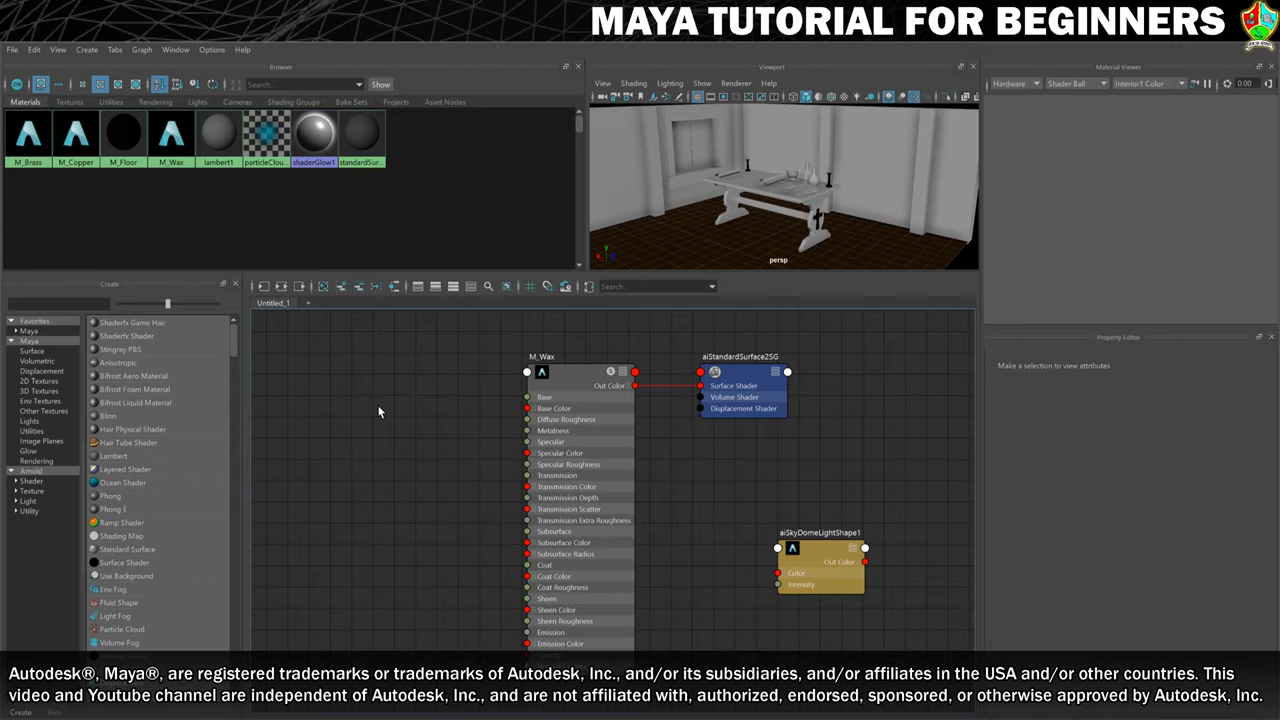 MAYA TUTORIAL FOR BEGINNERS
File Edit View Create Tabs Graph Window Options Help
Browser
Viewport
Material Viewer
Search... Show
View Shading Lighting Show Renderer Help
Hardware Shader Ball Interior1 Color 0.00
Materials Textures Utilities Rendering Lights Cameras Shading Groups Bake Sets Projects Asset Nodes
M_Brass M_Copper M_Floor M_Wax lambert1 particleClou... shaderGlow1 standardSur...
persp
Create
Search...
Untitled_1 +
Property Editor
Make a selection to view attributes
Favorites
Maya
Maya
Surface
Volumetric
Displacement
2D Textures
3D Textures
Env Textures
Other Textures
Lights
Utilities
Image Planes
Glow
Rendering
Arnold
Shader
Texture
Light
Utility
Shaderfx Game Hair
Shaderfx Shader
Stingray PBS
Anisotropic
Bifrost Aero Material
Bifrost Foam Material
Bifrost Liquid Material
Blinn
Hair Physical Shader
Hair Tube Shader
Lambert
Layered Shader
Ocean Shader
Phong
Phong E
Ramp Shader
Shading Map
Standard Surface
Surface Shader
Use Background
Env Fog
Fluid Shape
Light Fog
Particle Cloud
Volume Fog
M_Wax
Out Color
Base
Base Color
Diffuse Roughness
Metalness
Specular
Specular Color
Specular Roughness
Transmission
Transmission Color
Transmission Depth
Transmission Scatter
Transmission Extra Roughness
Subsurface
Subsurface Color
Subsurface Radius
Coat
Coat Color
Coat Roughness
Sheen
Sheen Color
Sheen Roughness
Emission
Emission Color
aiStandardSurface2SG
Surface Shader
Volume Shader
Displacement Shader
aiSkyDomeLightShape1
Out Color
Color
Intensity
Autodesk®, Maya®, are registered trademarks or trademarks of Autodesk, Inc., and/or its subsidiaries, and/or affiliates in the USA and/or other countries. This
video and Youtube channel are independent of Autodesk, Inc., and are not affiliated with, authorized, endorsed, sponsored, or otherwise approved by Autodesk, Inc.
Create Bins